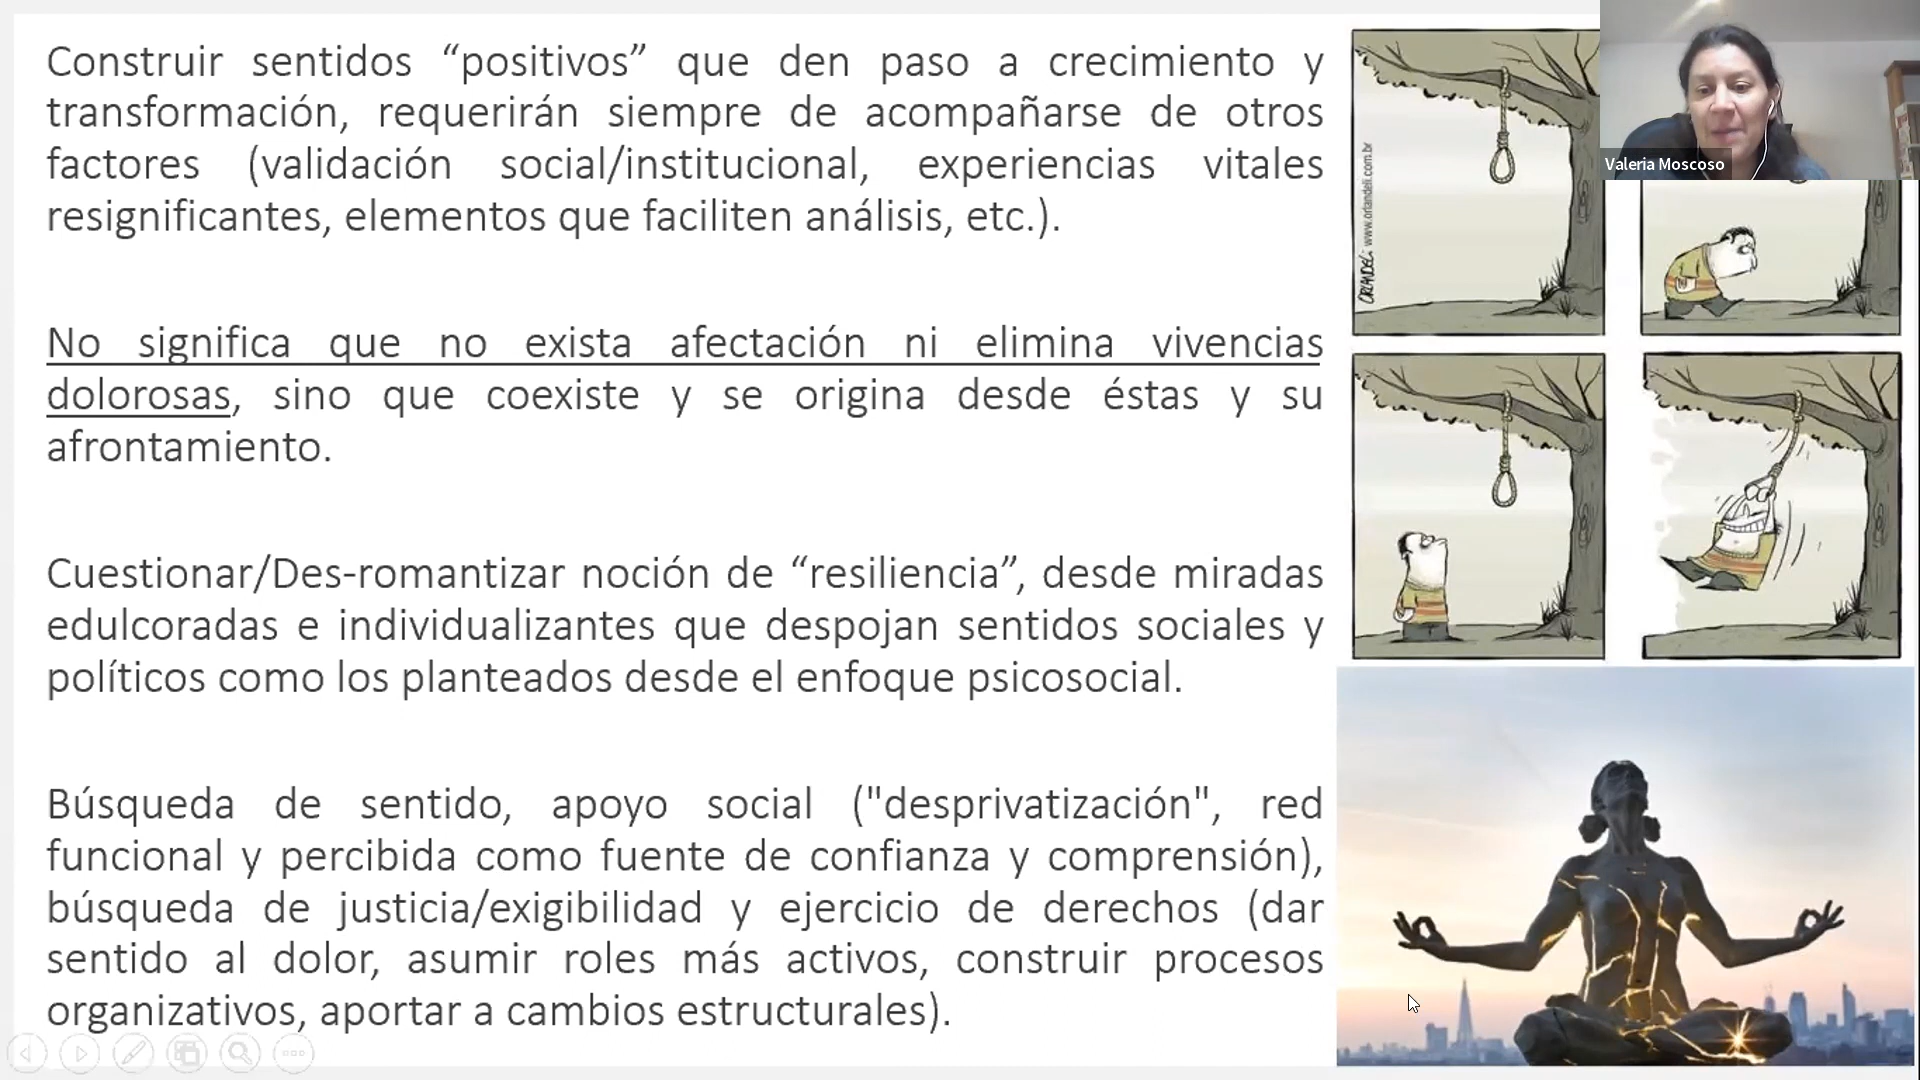 Construir sentidos “positivos” que den paso a crecimiento y
transformación, requerirán siempre de acompañarse de otros
factores (validación social/institucional, experiencias vitales
resignificantes, elementos que faciliten análisis, etc.).
No significa que no exista afectación ni elimina vivencias
dolorosas, sino que coexiste y se origina desde éstas y su
afrontamiento.
Cuestionar/Des-romantizar noción de “resiliencia”, desde miradas
edulcoradas e individualizantes que despojan sentidos sociales y
políticos como los planteados desde el enfoque psicosocial.
Búsqueda de sentido, apoyo social ("desprivatización", red
funcional y percibida como fuente de confianza y comprensión),
búsqueda de justicia/exigibilidad y ejercicio de derechos (dar
sentido al dolor, asumir roles más activos, construir procesos
organizativos, aportar a cambios estructurales).
ORLANDELI www.orlandeli.com.br
Valeria Moscoso